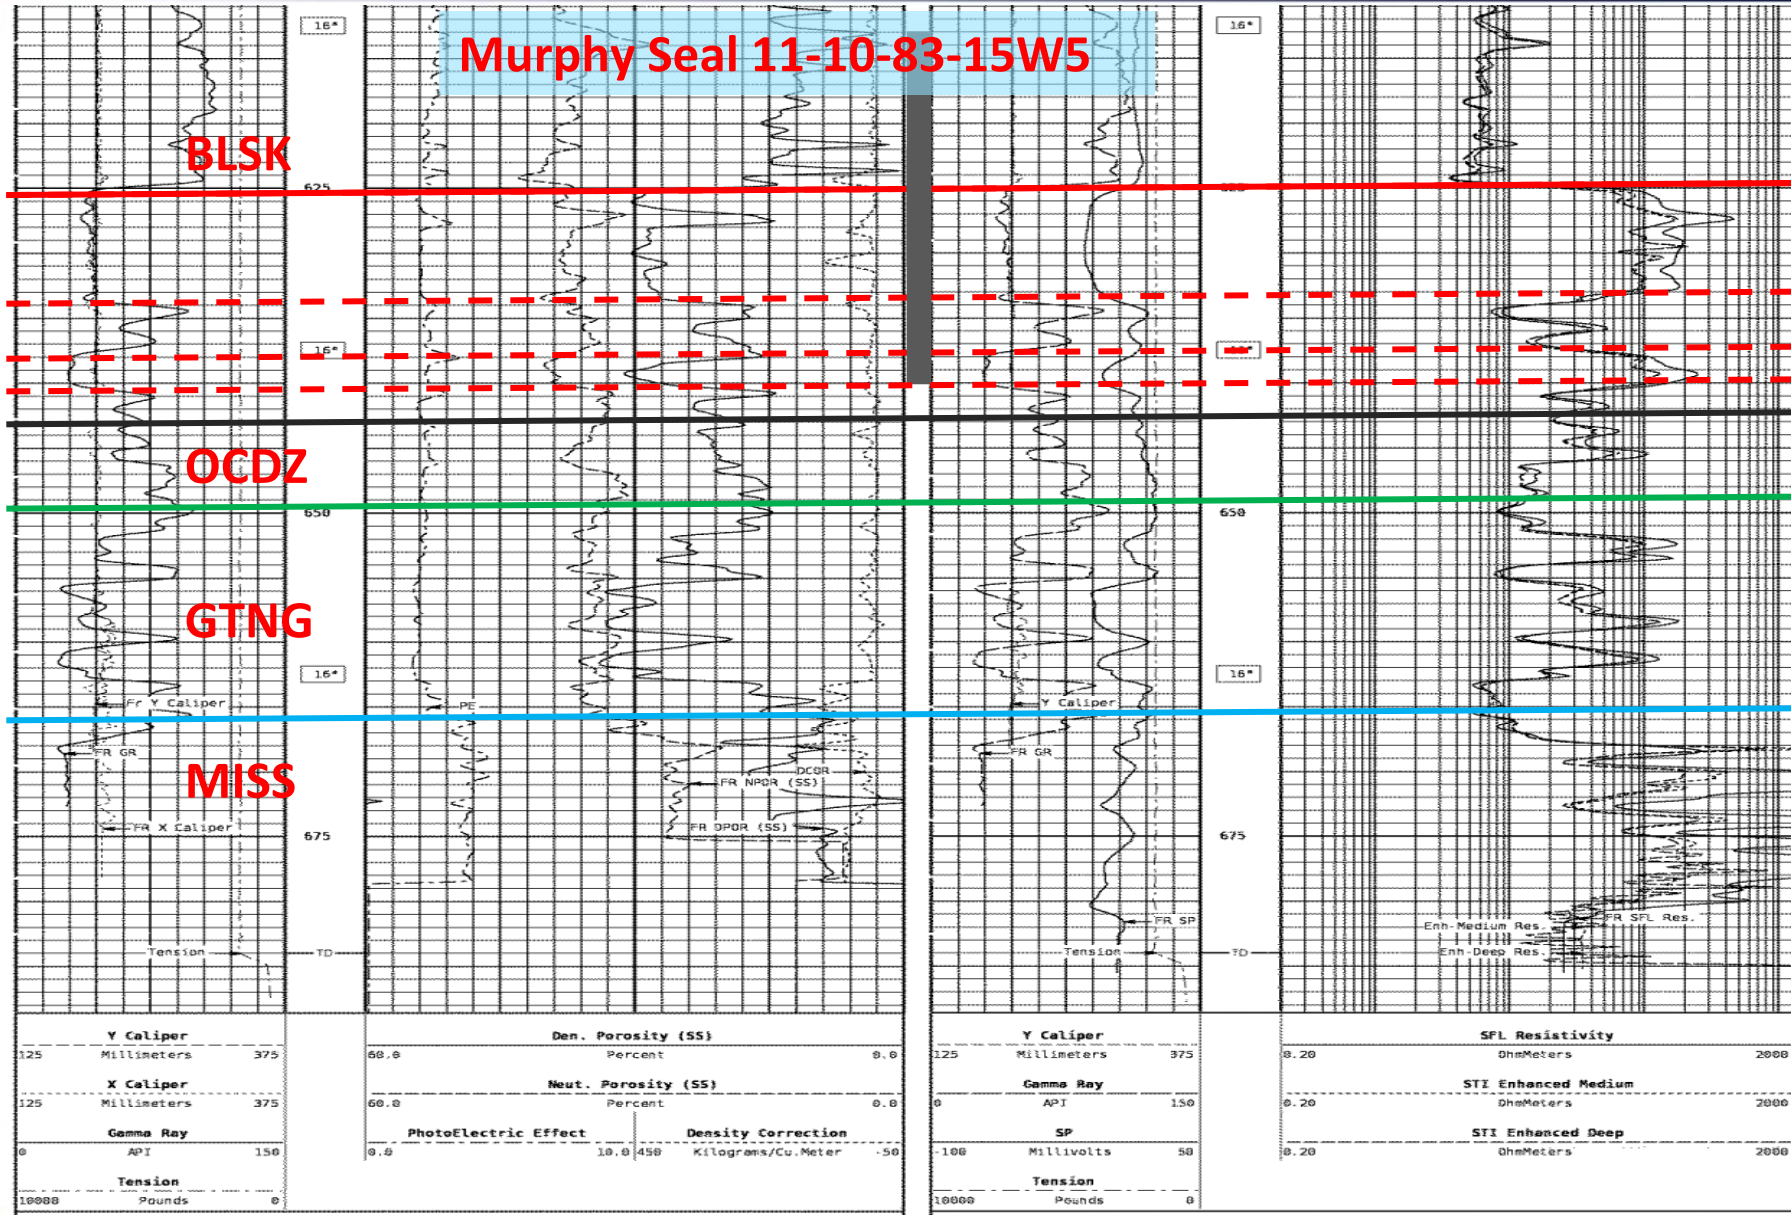 Murphy Seal 11-10-83-15W5
16"
16"
BLSK
625
16"
OCDZ
650
650
GTNG
16"
16"
Fr Y Caliper
PE
Y Caliper
FR GR
FR GR
MISS
DCOR
FR NPOR (SS)
FR X Caliper
FR DPOR (SS)
675
675
FR SP
FR SFL Res.
Enh-Medium Res.
Tension
TD
Tension
TD
Enh-Deep Res.
Y Caliper
125 Millimeters 375
X Caliper
125 Millimeters 375
Gamma Ray
0 API 150
Tension
10000 Pounds 0
Den. Porosity (SS)
60.0 Percent 0.0
Neut. Porosity (SS)
60.0 Percent 0.0
PhotoElectric Effect
0.0 10.0
Density Correction
450 Kilograms/Cu.Meter -50
Y Caliper
125 Millimeters 375
Gamma Ray
0 API 150
SP
-100 Millivolts 50
Tension
10000 Pounds 0
SFL Resistivity
0.20 OhmMeters 2000
STI Enhanced Medium
0.20 OhmMeters 2000
STI Enhanced Deep
0.20 OhmMeters 2000